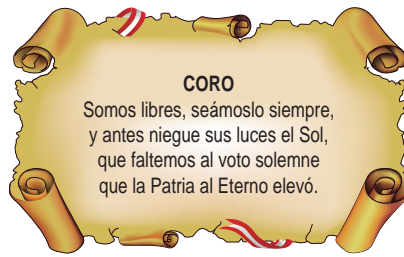 CORO
Somos libres, seámoslo siempre,
y antes niegue sus luces el Sol,
que faltemos al voto solemne
que la Patria al Eterno elevó.